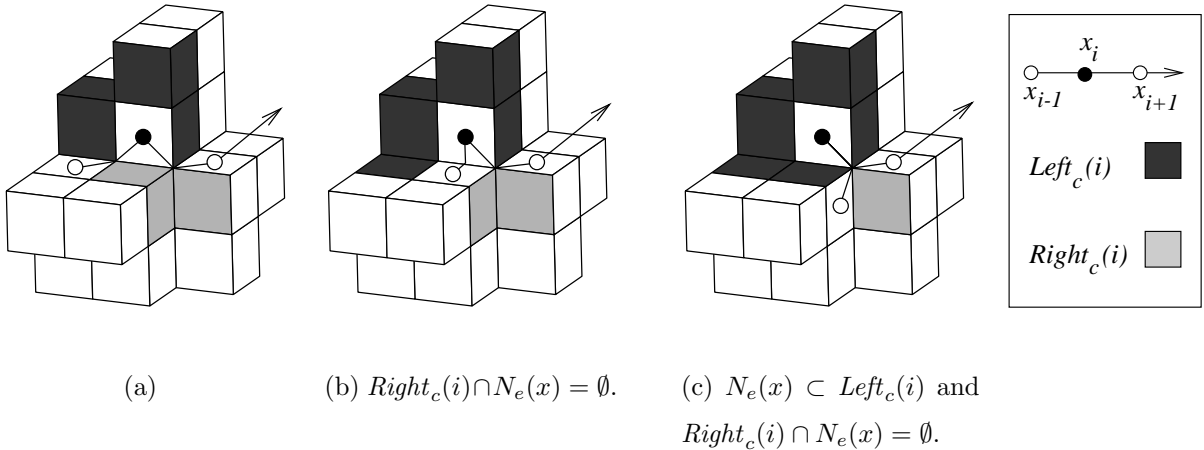 x_i
x_{i-1} x_{i+1}
Left_c(i)
Right_c(i)
(a)
(b) Right_c(i)∩N_e(x) = ∅.
(c) N_e(x) ⊂ Left_c(i) and
Right_c(i) ∩ N_e(x) = ∅.